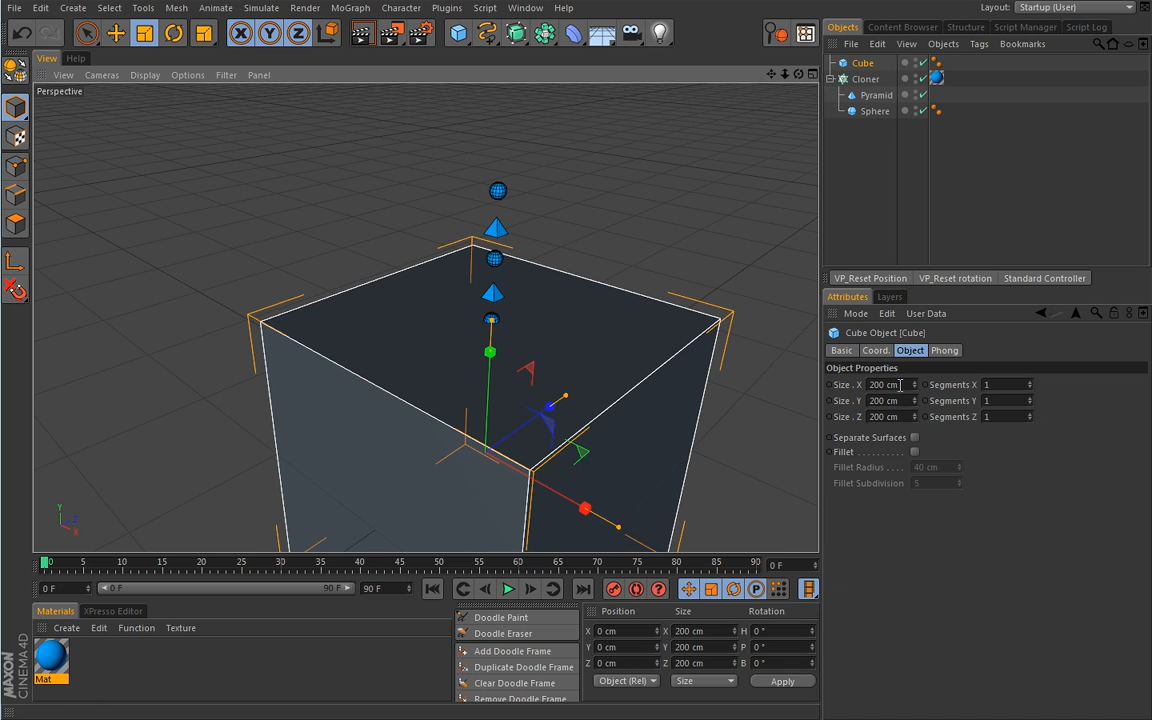 File Edit Create Select Tools Mesh Animate Simulate Render MoGraph Character Plugins Script Window Help Layout: Startup (User)
Objects Content Browser Structure Script Manager Script Log
File Edit View Objects Tags Bookmarks
View Help
View Cameras Display Options Filter Panel
Perspective
Cube
Cloner
Pyramid
Sphere
VP_Reset Position VP_Reset rotation Standard Controller
Attributes Layers
Mode Edit User Data
Cube Object [Cube]
Basic Coord. Object Phong
Object Properties
Size . X 200 cm Segments X 1
Size . Y 200 cm Segments Y 1
Size . Z 200 cm Segments Z 1
Separate Surfaces
Fillet . . . . . . . . . .
Fillet Radius . . . . 40 cm
Fillet Subdivision 5
Y Z X
0 5 10 15 20 25 30 35 40 45 50 55 60 65 70 75 80 85 90 0 F
0 F 0 F 90 F 90 F
Materials XPresso Editor
Create Edit Function Texture
Mat
Doodle Paint
Doodle Eraser
Add Doodle Frame
Duplicate Doodle Frame
Clear Doodle Frame
Remove Doodle Frame
Position Size Rotation
X 0 cm X 200 cm H 0 °
Y 0 cm Y 200 cm P 0 °
Z 0 cm Z 200 cm B 0 °
Object (Rel) Size Apply
MAXON
CINEMA 4D